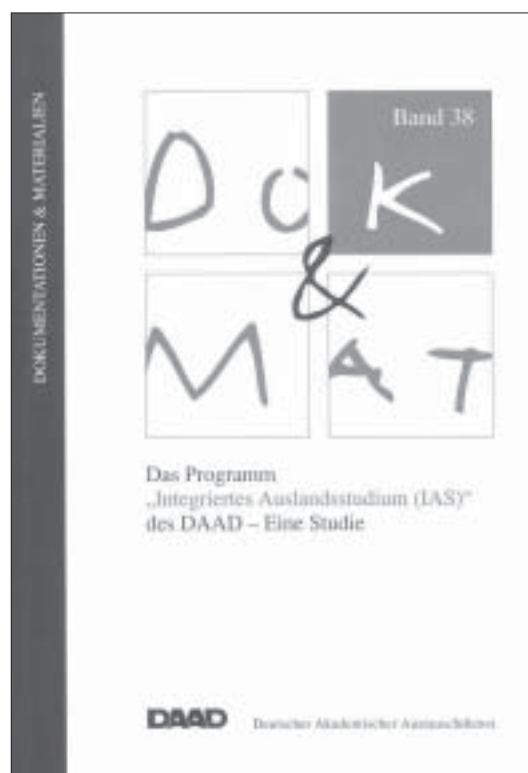 DOKUMENTATIONEN & MATERIALIEN
Band 38
DOK
&
MAT
Das Programm
„Integriertes Auslandsstudium (IAS)“
des DAAD – Eine Studie
DAAD Deutscher Akademischer Austauschdienst